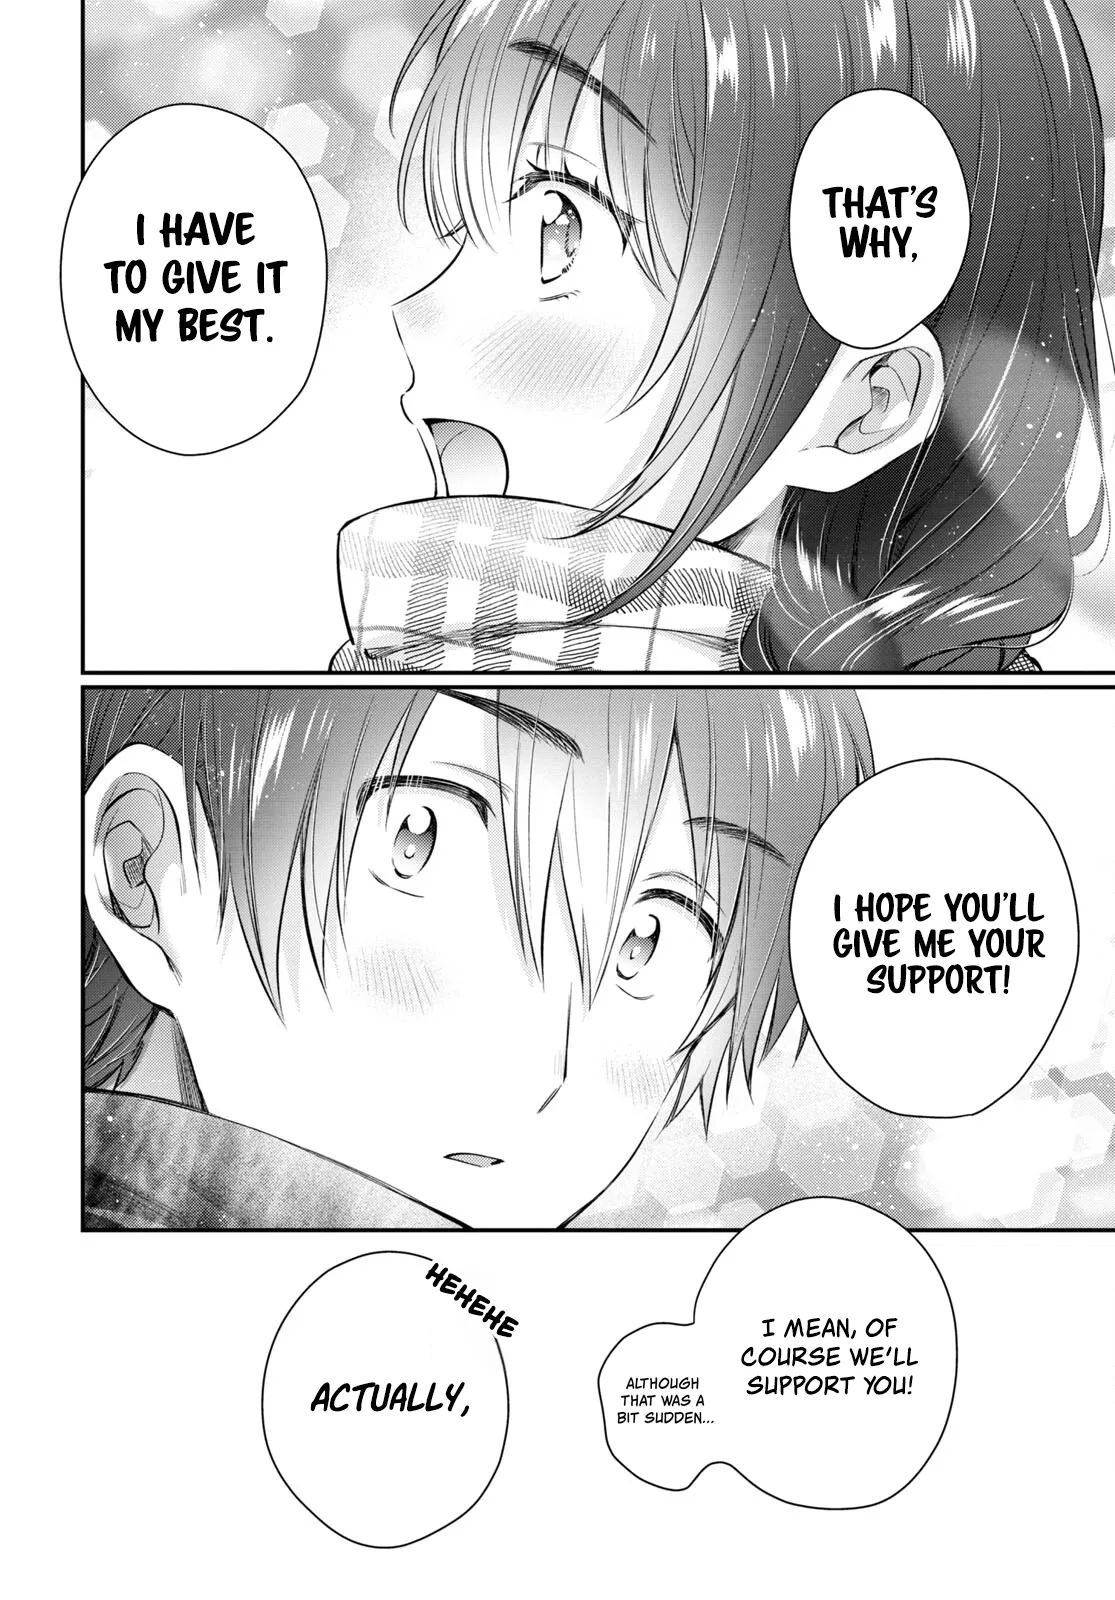 THAT'S
WHY,
I HAVE
TO GIVE IT
MY BEST.
I HOPE YOU'LL
GIVE ME YOUR
SUPPORT!
I MEAN, OF
COURSE WE'LL
SUPPORT YOU!
ALTHOUGH
THAT WAS A
BIT SUDDEN...
HEHEHE
ACTUALLY,